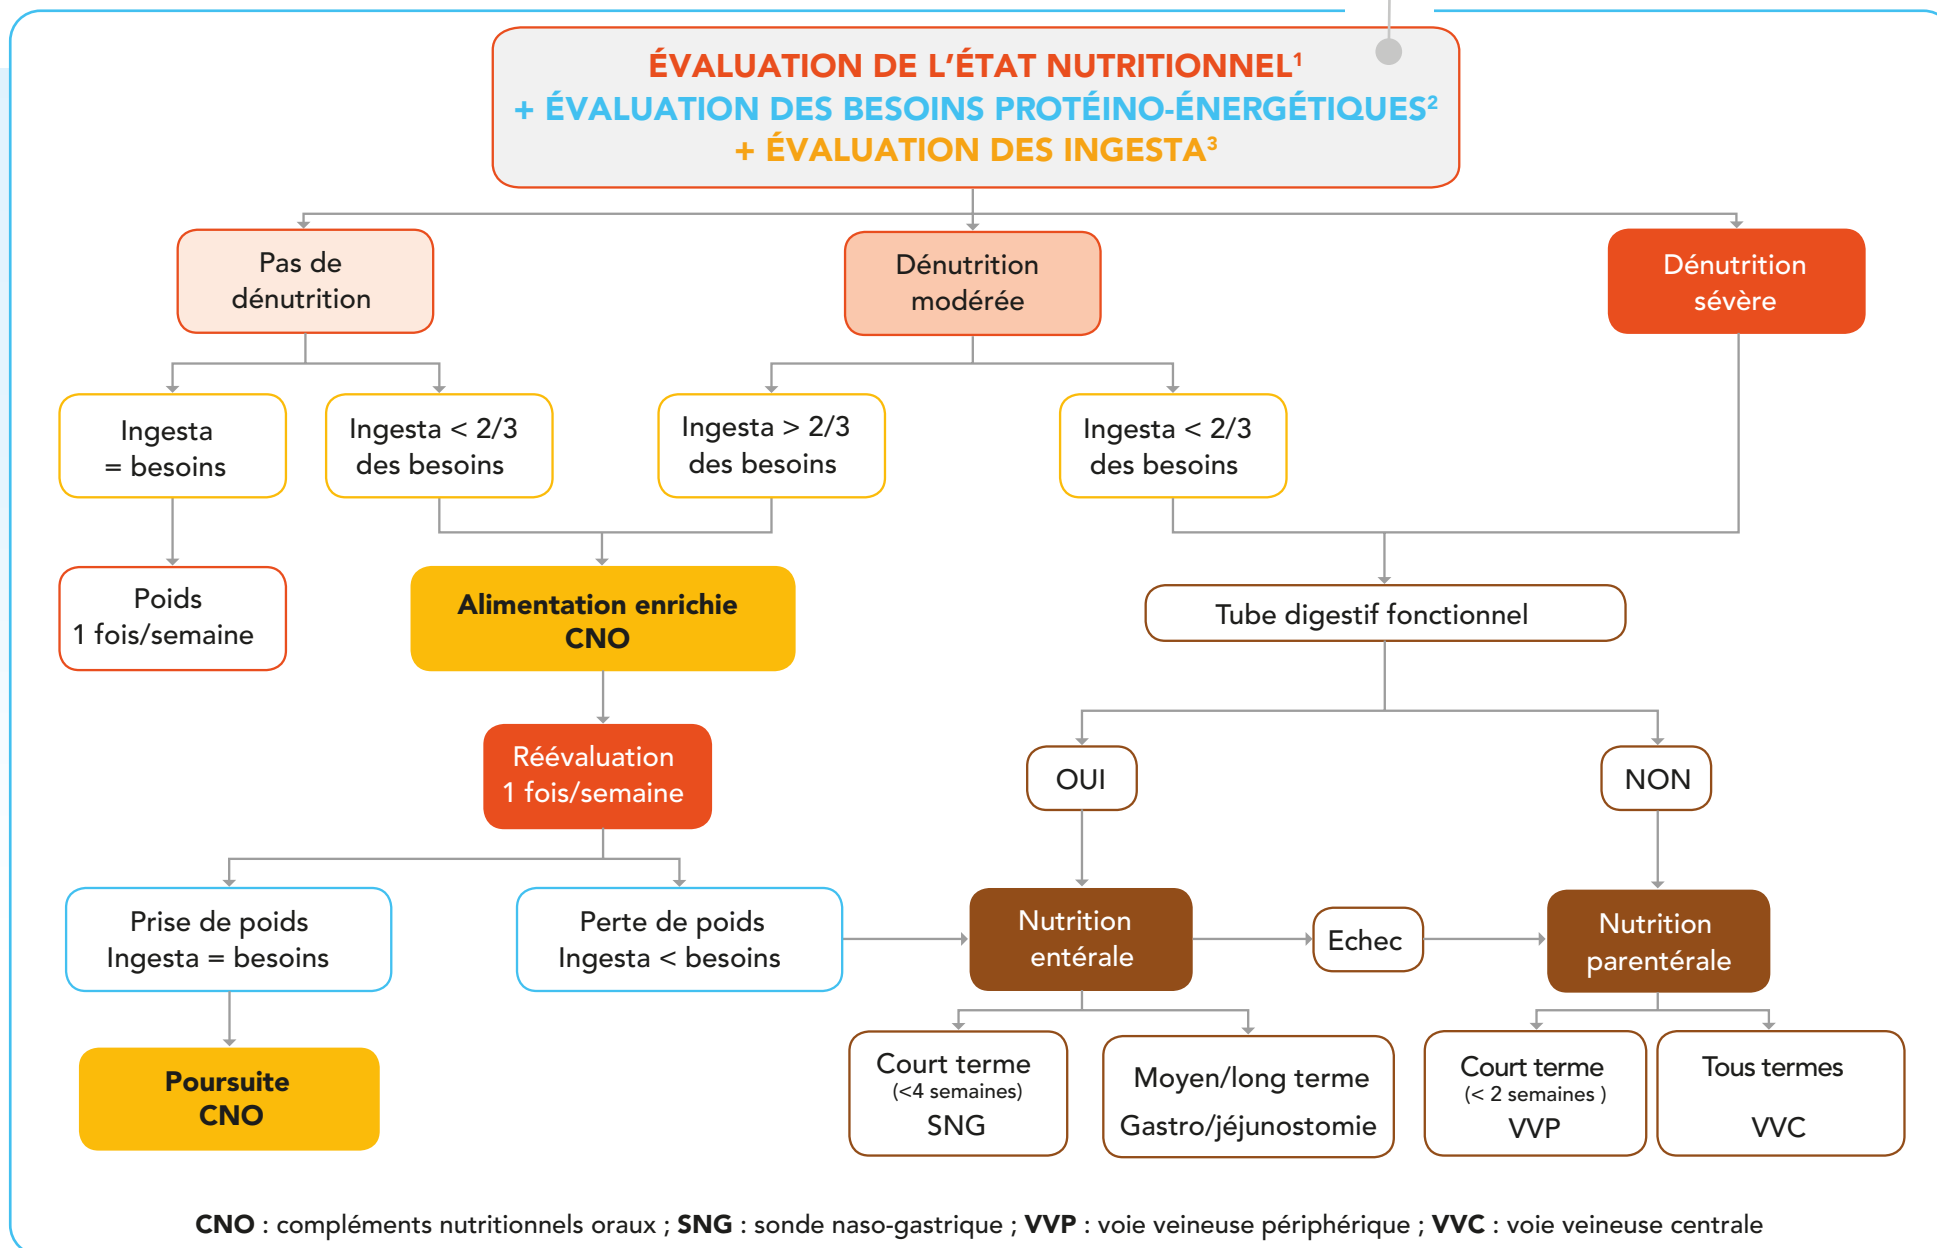 ÉVALUATION DE L’ÉTAT NUTRITIONNEL¹
+ ÉVALUATION DES BESOINS PROTÉINO-ÉNERGÉTIQUES²
+ ÉVALUATION DES INGESTA³
Pas de
dénutrition
Dénutrition
modérée
Dénutrition
sévère
Ingesta
= besoins
Ingesta < 2/3
des besoins
Ingesta > 2/3
des besoins
Ingesta < 2/3
des besoins
Poids
1 fois/semaine
Alimentation enrichie
CNO
Tube digestif fonctionnel
Réévaluation
1 fois/semaine
OUI
NON
Prise de poids
Ingesta = besoins
Perte de poids
Ingesta < besoins
Nutrition
entérale
Echec
Nutrition
parentérale
Poursuite
CNO
Court terme
(<4 semaines)
SNG
Moyen/long terme
Gastro/jéjunostomie
Court terme
(< 2 semaines )
VVP
Tous termes
VVC
CNO : compléments nutritionnels oraux ; SNG : sonde naso-gastrique ; VVP : voie veineuse périphérique ; VVC : voie veineuse centrale